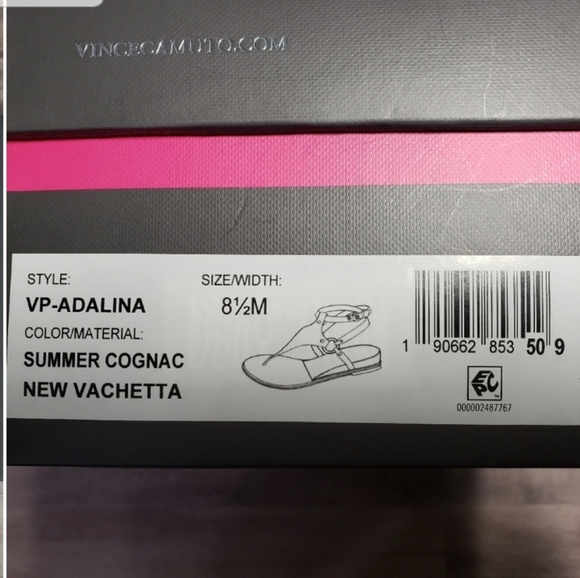 VINCECAMUTO.COM
STYLE:
VP-ADALINA
COLOR/MATERIAL:
SUMMER COGNAC
NEW VACHETTA
SIZE/WIDTH:
8½M
1 90662 853 50 9
EPC
000002487767